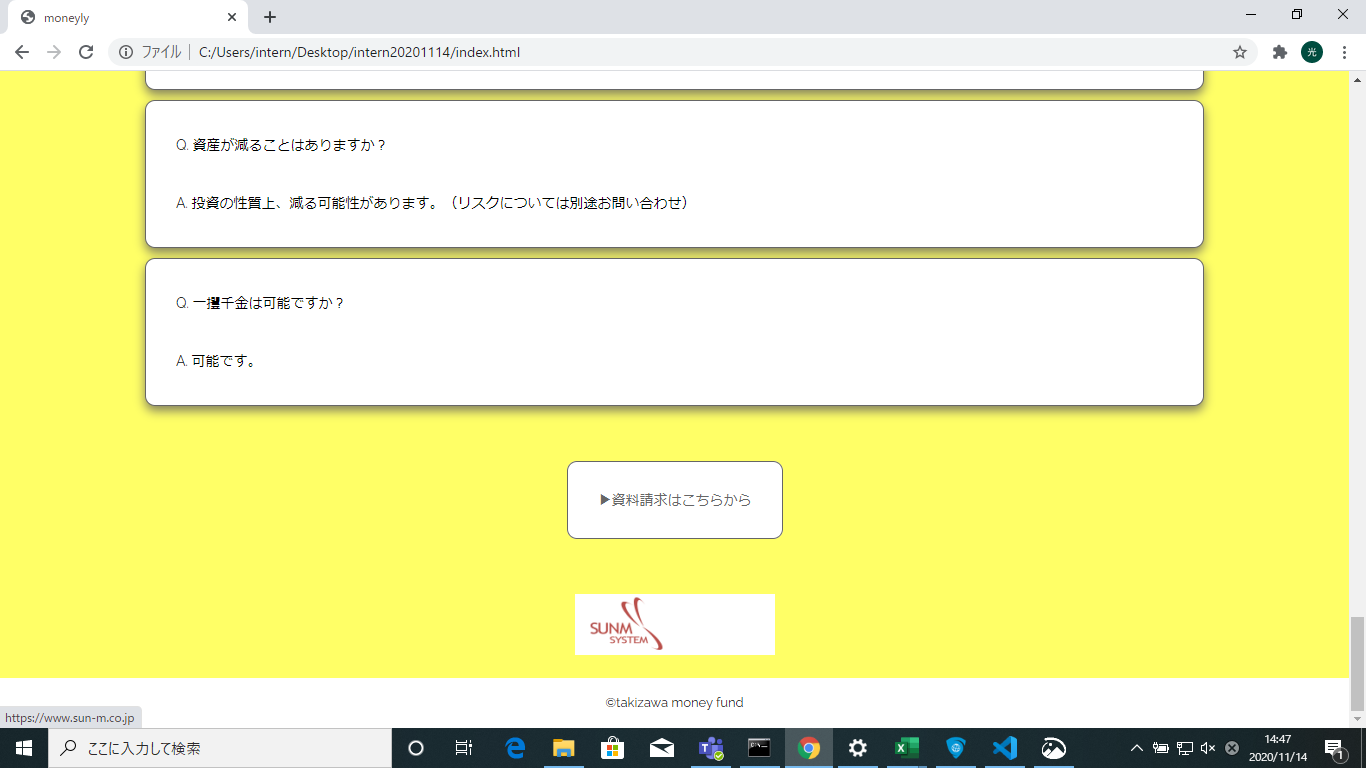 moneyly
ファイル
C:/Users/intern/Desktop/intern20201114/index.html
光
Q. 資産が減ることはありますか？
A. 投資の性質上、減る可能性があります。（リスクについては別途お問い合わせ）
Q. 一攫千金は可能ですか？
A. 可能です。
▶資料請求はこちらから
SUNM
SYSTEM
©takizawa money fund
https://www.sun-m.co.jp
ここに入力して検索
14:47
2020/11/14
1